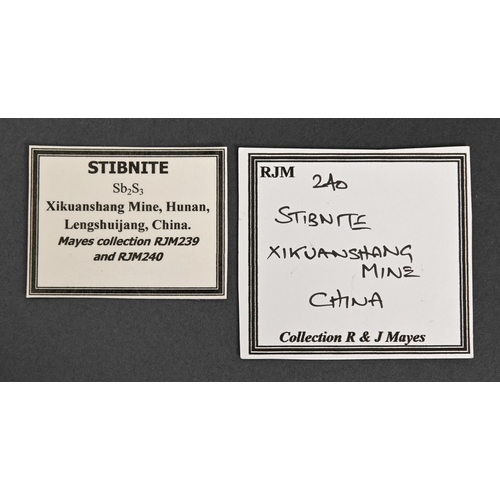 STIBNITE
Sb₂S₃
Xikuanshang Mine, Hunan,
Lengshuijang, China.
Mayes collection RJM239
and RJM240
RJM 240
STIBNITE
XIKUANSHANG
MINE
CHINA
Collection R & J Mayes